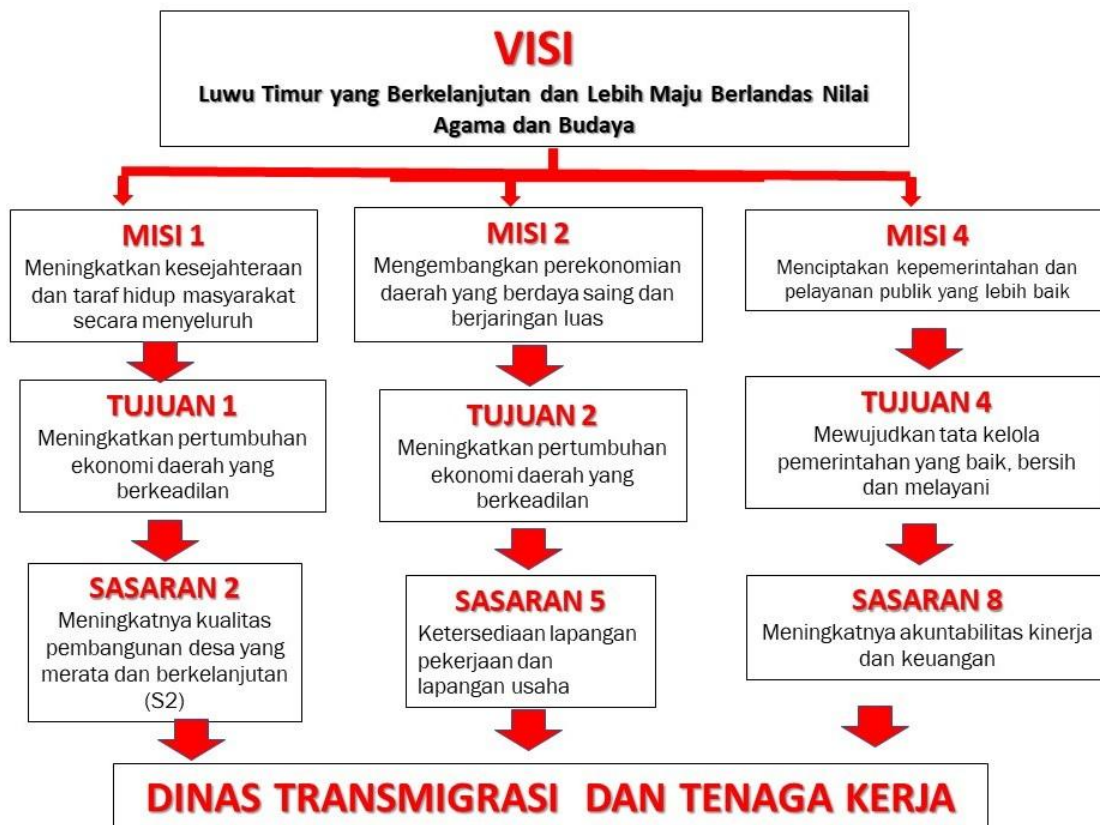 VISI
Luwu Timur yang Berkelanjutan dan Lebih Maju Berlandas Nilai
Agama dan Budaya
MISI 1
Meningkatkan kesejahteraan
dan taraf hidup masyarakat
secara menyeluruh
MISI 2
Mengembangkan perekonomian
daerah yang berdaya saing dan
berjaringan luas
MISI 4
Menciptakan kepemerintahan dan
pelayanan publik yang lebih baik
TUJUAN 1
Meningkatkan pertumbuhan
ekonomi daerah yang
berkeadilan
TUJUAN 2
Meningkatkan pertumbuhan
ekonomi daerah yang
berkeadilan
TUJUAN 4
Mewujudkan tata kelola
pemerintahan yang baik, bersih
dan melayani
SASARAN 2
Meningkatnya kualitas
pembangunan desa yang
merata dan berkelanjutan
(S2)
SASARAN 5
Ketersediaan lapangan
pekerjaan dan
lapangan usaha
SASARAN 8
Meningkatnya akuntabilitas kinerja
dan keuangan
DINAS TRANSMIGRASI DAN TENAGA KERJA